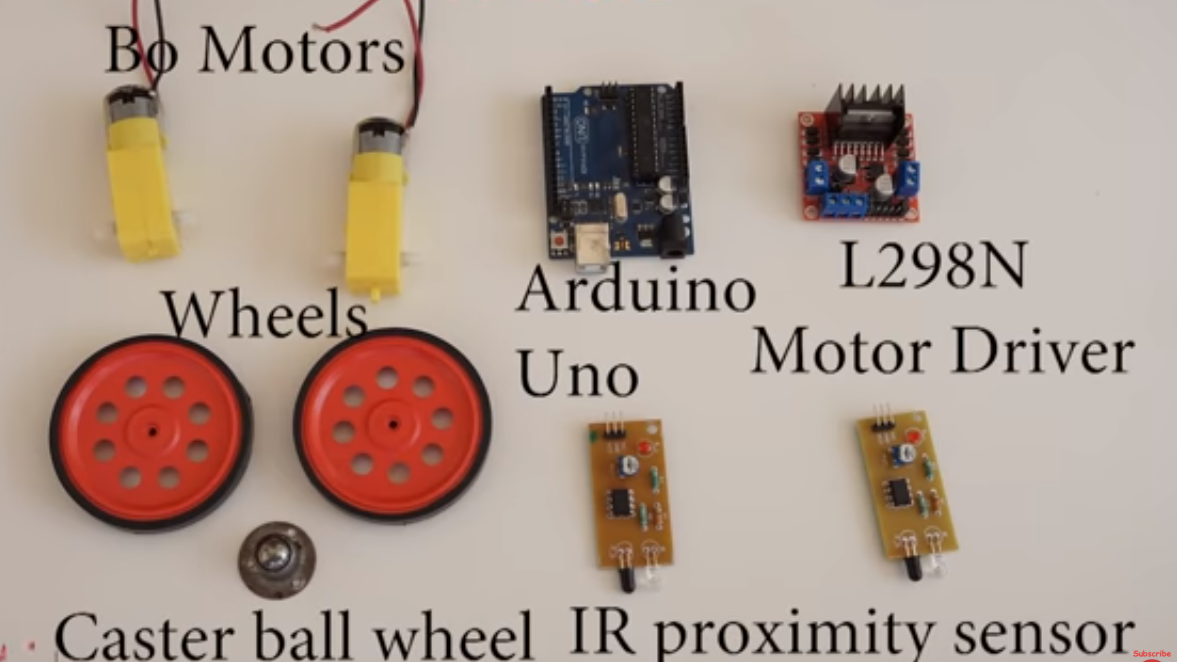 Bo Motors
Wheels
Arduino
Uno
L298N
Motor Driver
Caster ball wheel
IR proximity sensor
Subscribe